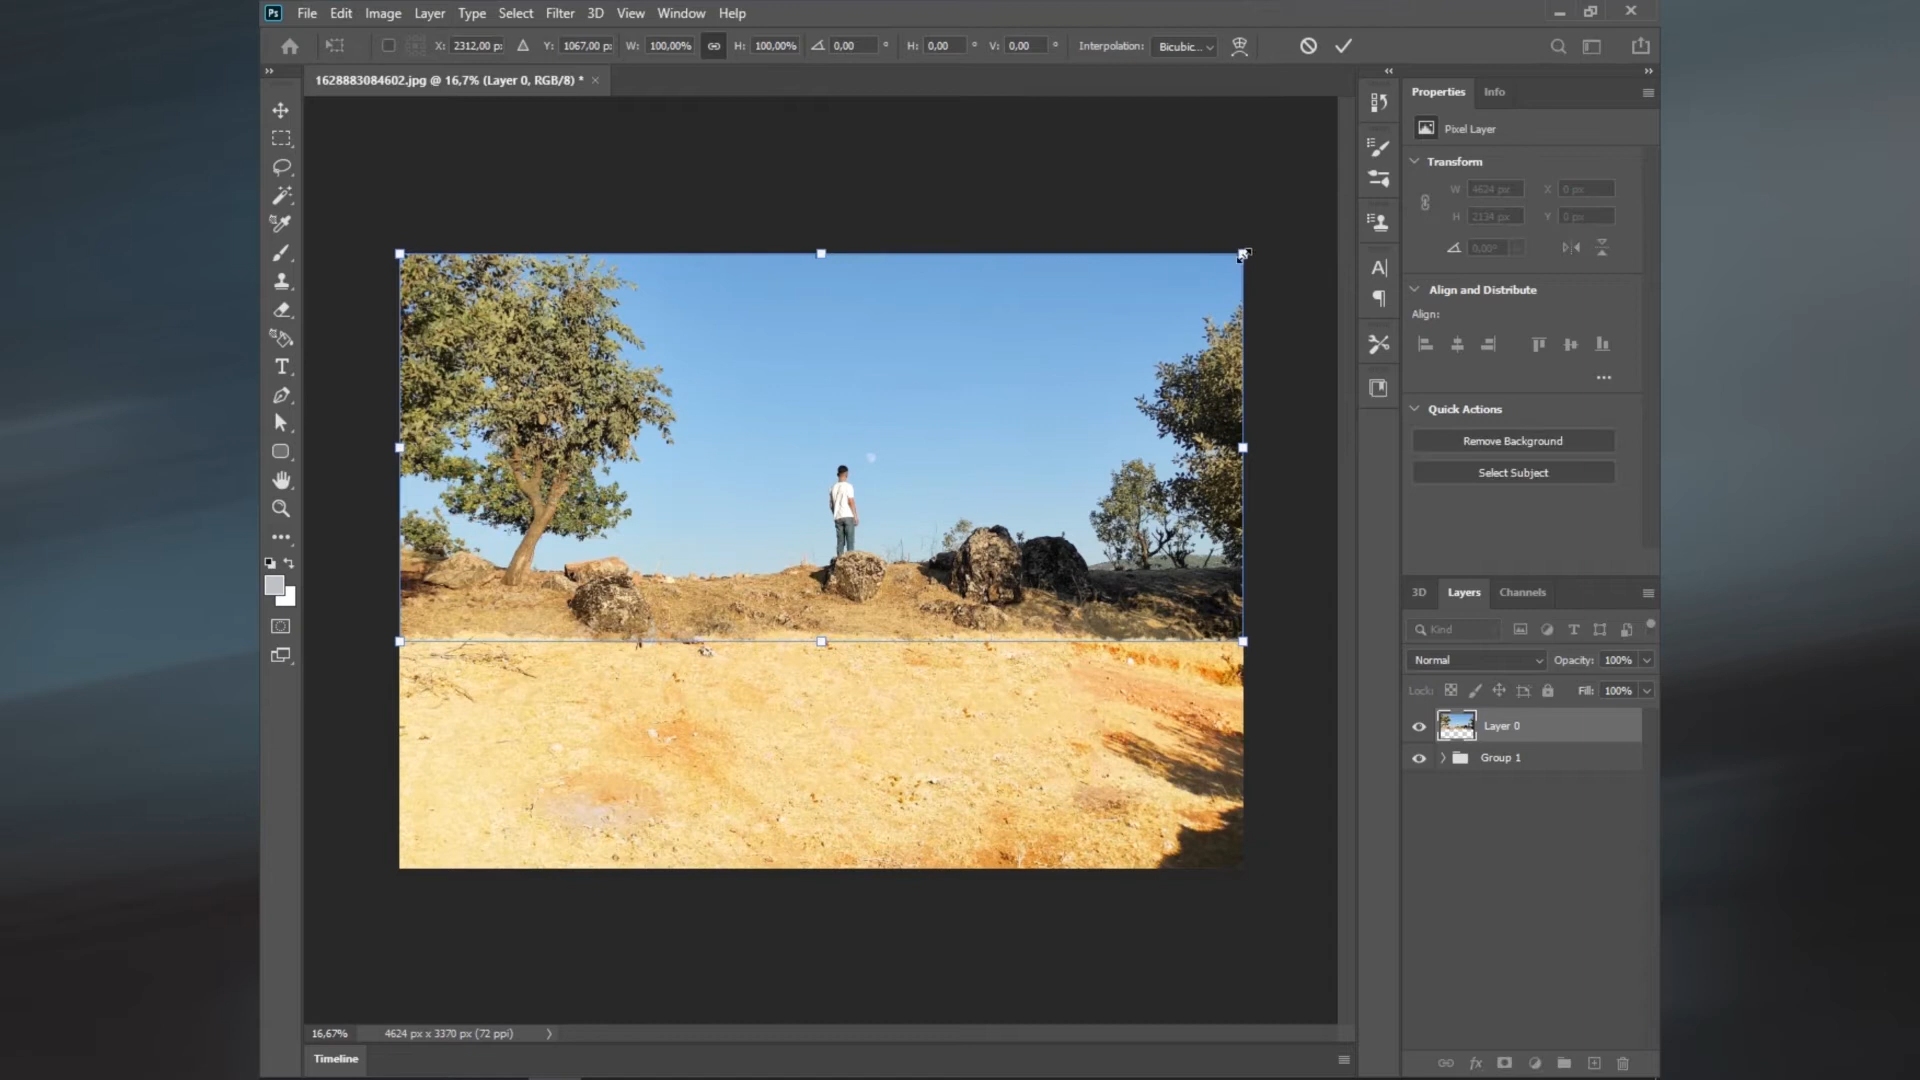 Ps File Edit Image Layer Type Select Filter 3D View Window Help
X: 2312,00 p: Y: 1067,00 p: W: 100,00% H: 100,00% 0,00 ° H: 0,00 ° V: 0,00 ° Interpolation: Bicubic...
1628883084602.jpg @ 16,7% (Layer 0, RGB/8) *
Properties Info
Pixel Layer
Transform
W 4624 px X 0 px
H 2134 px Y 0 px
0,00°
Align and Distribute
Align:
Quick Actions
Remove Background
Select Subject
3D Layers Channels
Kind
Normal Opacity: 100%
Lock: Fill: 100%
Layer 0
Group 1
16,67% 4624 px x 3370 px (72 ppi)
Timeline
fx